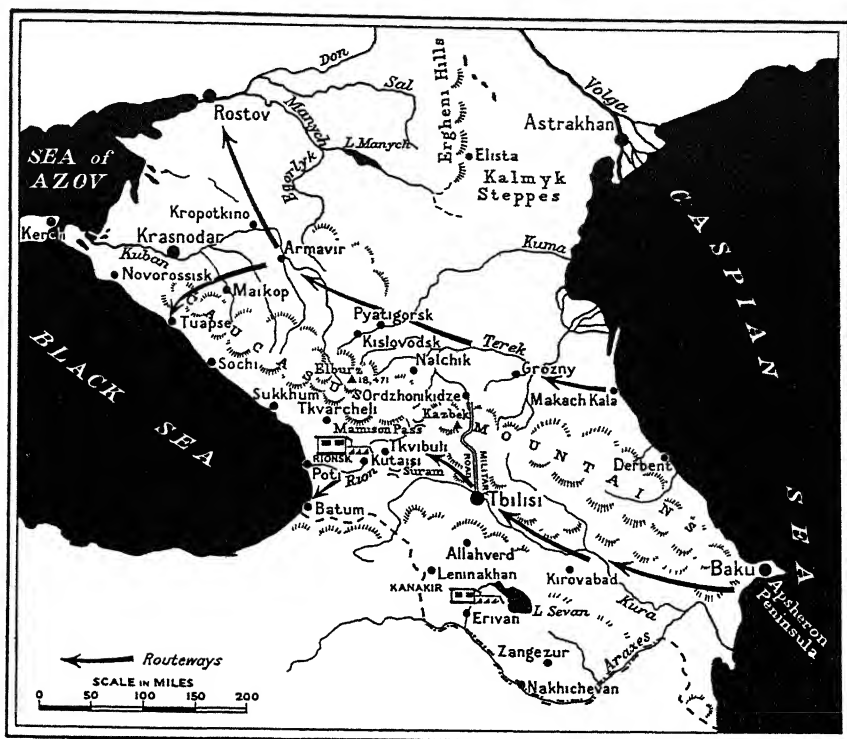 Don
Sal
Volga
Ergheni Hills
Rostov
Manych
L Manych
Astrakhan
SEA of
AZOV
Egorlyk
Elista
Kalmyk
Steppes
Kropotkino
Kerch
Krasnodar
Armavir
Kuma
Kuban
Novorossisk
Maikop
CASPIAN SEA
Tuapse
Pyatigorsk
Terek
Kislovodsk
Sochi
Nalchik
Grozny
Elburz
18,471
Makach Kala
BLACK SEA
CAUCASUS MOUNTAINS
Sukkhum
Ordzhonikidze
Tkvarcheli
Kazbek
Mamison Pass
Tkvibuli
RIONSK
Kutaisi
Suram
MILITARY ROAD
Derbent
Poti
Rion
Tbilisi
Batum
Allahverd
Baku
Leninakhan
Kirovabad
KANAKIR
Apsheron
Peninsula
L Sevan
Kura
Erivan
Routeways
Zangezur
Araxes
SCALE IN MILES
0 50 100 150 200
Nakhichevan